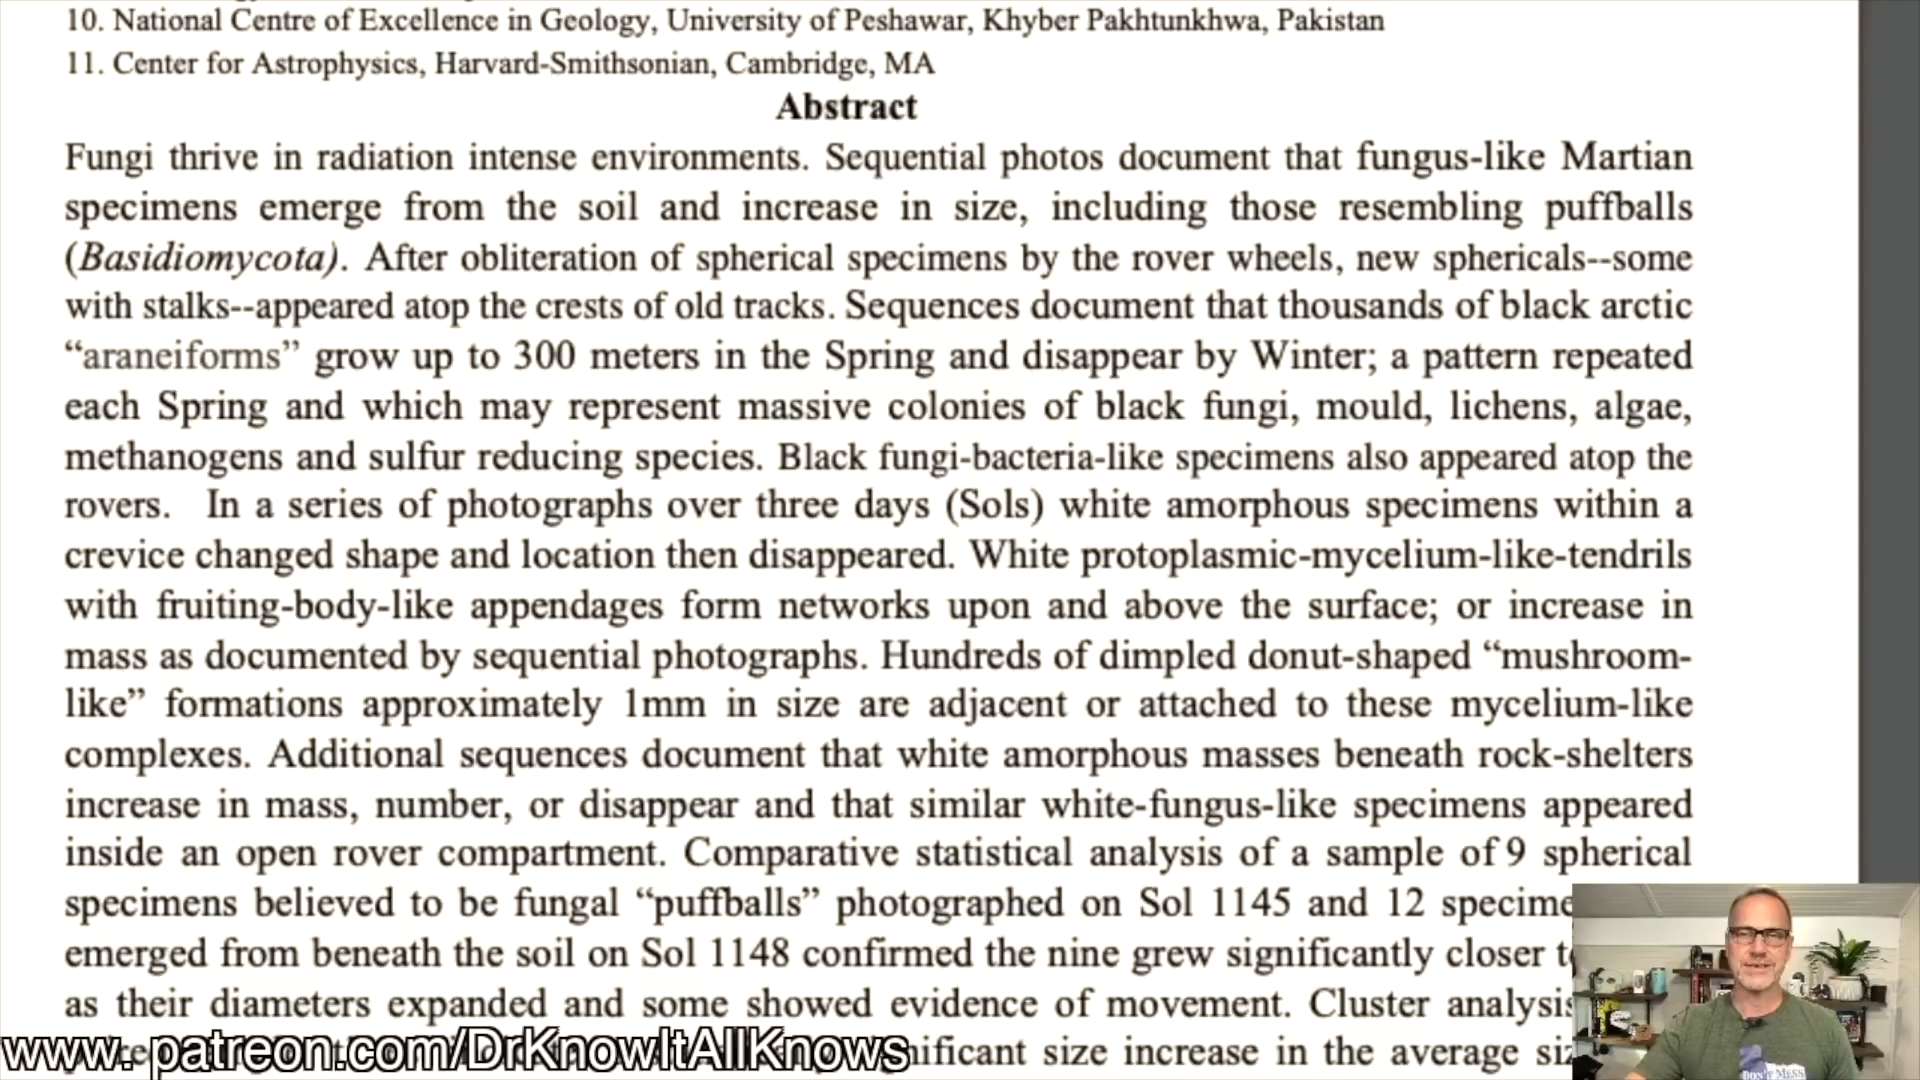 10. National Centre of Excellence in Geology, University of Peshawar, Khyber Pakhtunkhwa, Pakistan
11. Center for Astrophysics, Harvard-Smithsonian, Cambridge, MA
Abstract
Fungi thrive in radiation intense environments. Sequential photos document that fungus-like Martian
specimens emerge from the soil and increase in size, including those resembling puffballs
(Basidiomycota). After obliteration of spherical specimens by the rover wheels, new sphericals--some
with stalks--appeared atop the crests of old tracks. Sequences document that thousands of black arctic
“araneiforms” grow up to 300 meters in the Spring and disappear by Winter; a pattern repeated
each Spring and which may represent massive colonies of black fungi, mould, lichens, algae,
methanogens and sulfur reducing species. Black fungi-bacteria-like specimens also appeared atop the
rovers. In a series of photographs over three days (Sols) white amorphous specimens within a
crevice changed shape and location then disappeared. White protoplasmic-mycelium-like-tendrils
with fruiting-body-like appendages form networks upon and above the surface; or increase in
mass as documented by sequential photographs. Hundreds of dimpled donut-shaped “mushroom-
like” formations approximately 1mm in size are adjacent or attached to these mycelium-like
complexes. Additional sequences document that white amorphous masses beneath rock-shelters
increase in mass, number, or disappear and that similar white-fungus-like specimens appeared
inside an open rover compartment. Comparative statistical analysis of a sample of 9 spherical
specimens believed to be fungal “puffballs” photographed on Sol 1145 and 12 specime
emerged from beneath the soil on Sol 1148 confirmed the nine grew significantly closer t
as their diameters expanded and some showed evidence of movement. Cluster analysis
nificant size increase in the average siz
www. patreon.com/DrKnowItAllKnows
DON'T MESS